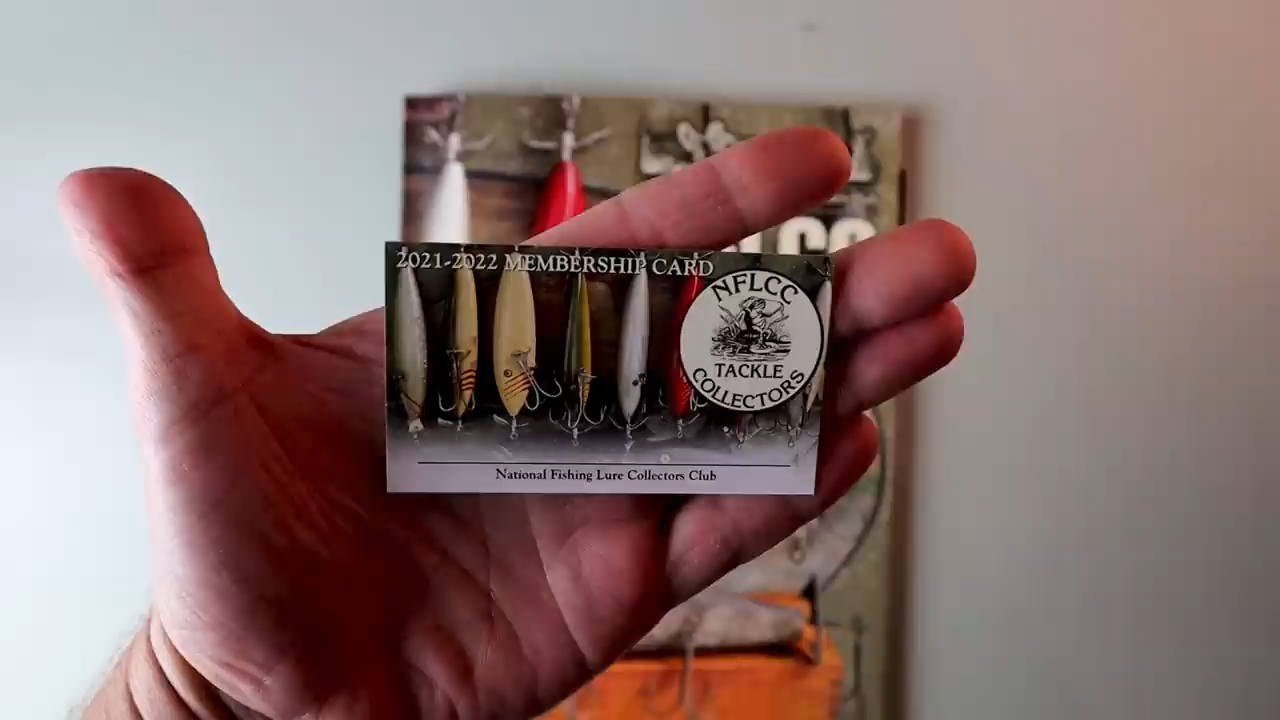 2021-2022 MEMBERSHIP CARD
NFLCC
TACKLE
COLLECTORS
National Fishing Lure Collectors Club